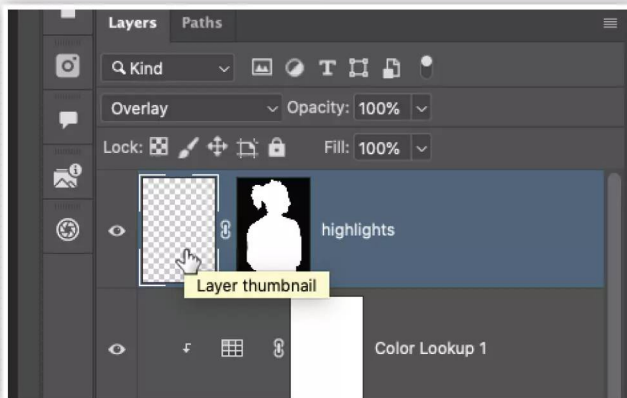 Layers Paths
Kind
Overlay Opacity: 100%
Lock: Fill: 100%
highlights
Layer thumbnail
Color Lookup 1